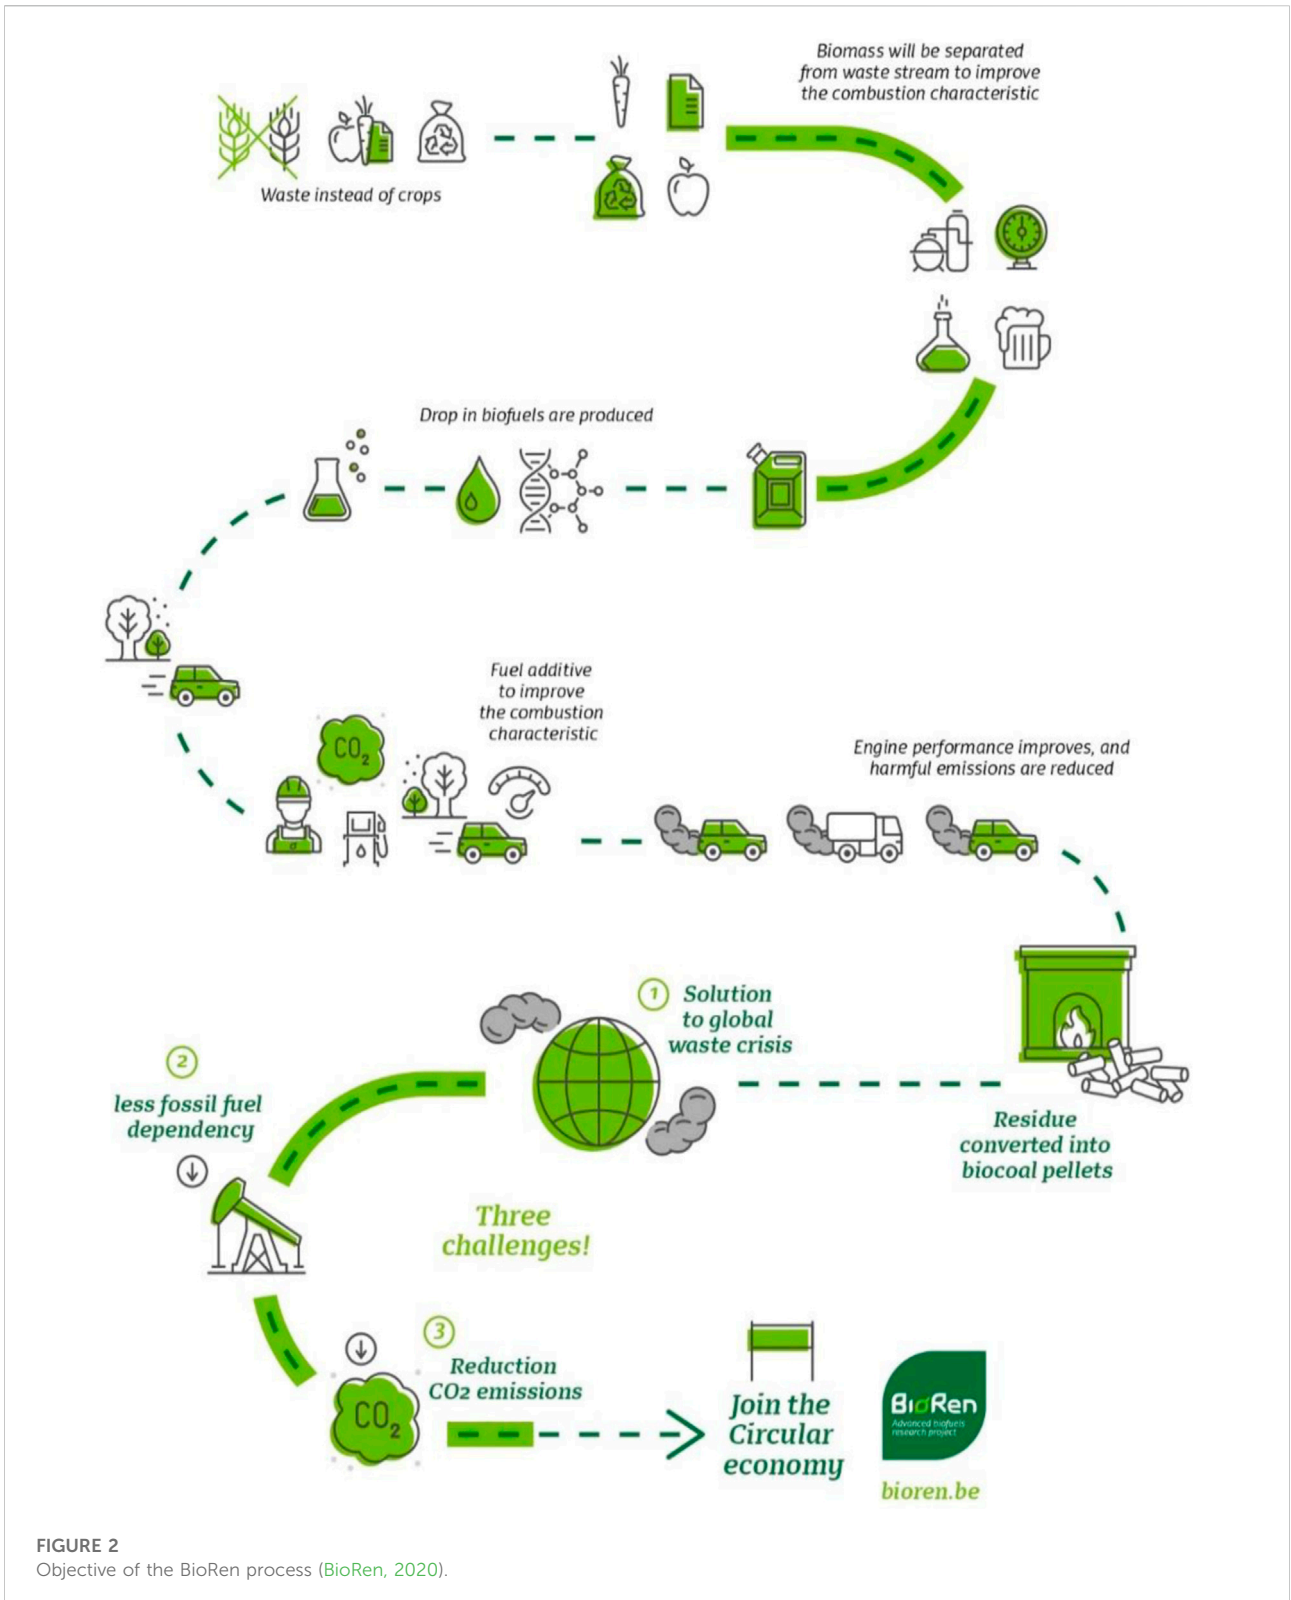 Biomass will be separated
from waste stream to improve
the combustion characteristic
Waste instead of crops
Drop in biofuels are produced
Fuel additive
to improve
the combustion
characteristic
CO2
Engine performance improves, and
harmful emissions are reduced
1
Solution
to global
waste crisis
2
less fossil fuel
dependency
Residue
converted into
biocoal pellets
Three
challenges!
3
Reduction
CO2 emissions
CO2
Join the
Circular
economy
BioRen
Advanced biofuels
research project
bioren.be
FIGURE 2
Objective of the BioRen process (BioRen, 2020).